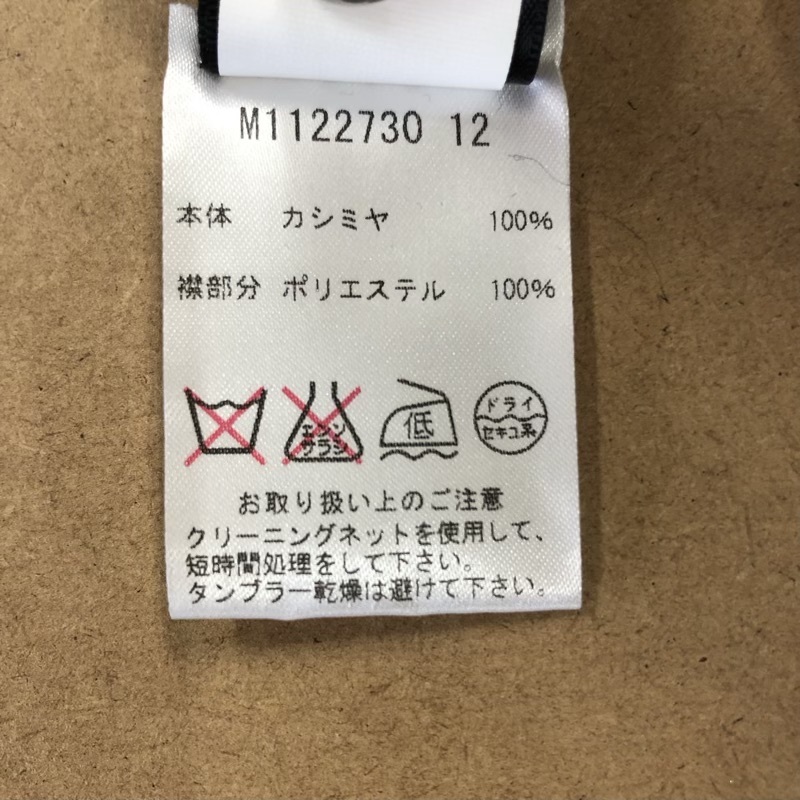 M1122730 12
本体 カシミヤ 100%
襟部分 ポリエステル 100%
エンソ
サラシ
低
ドライ
セキユ系
お取り扱い上のご注意
クリーニングネットを使用して、
短時間処理をして下さい。
タンブラー乾燥は避けて下さい。